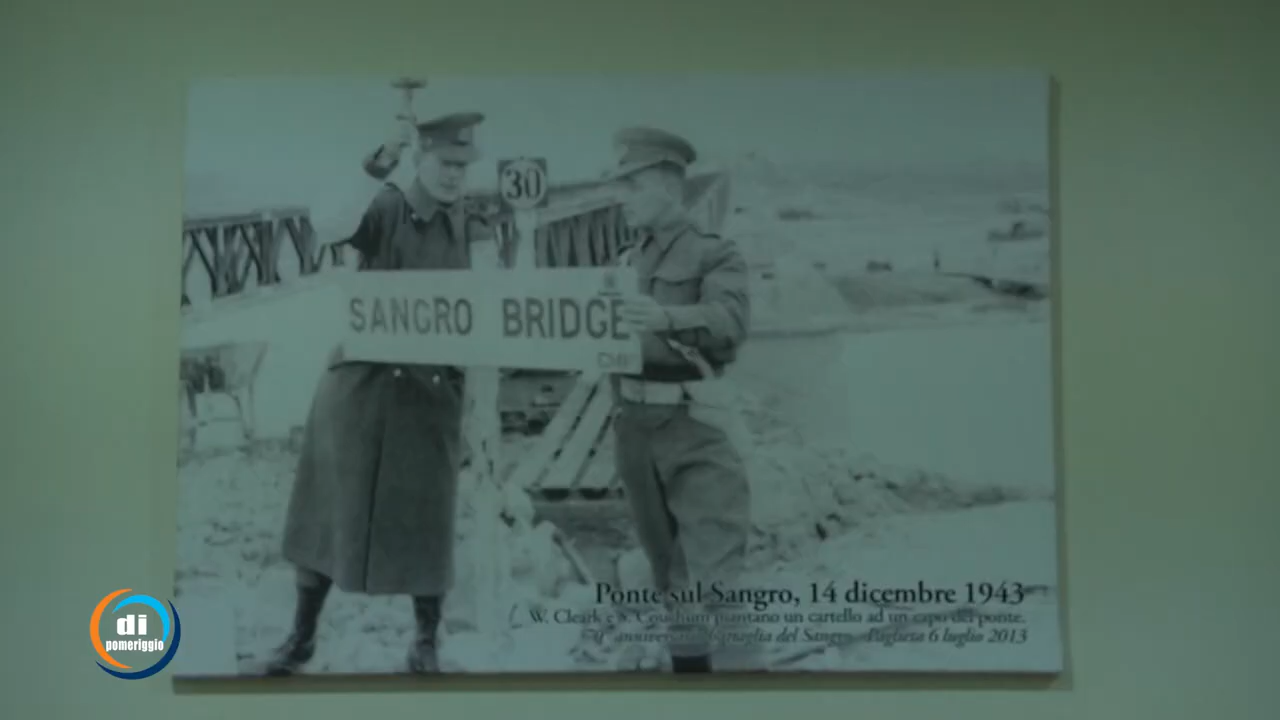 30
SANGRO BRIDGE
Ponte sul Sangro, 14 dicembre 1943
W. Cleark e S. piantano un cartello ad un capo del ponte.
anniversario Battaglia del Sangro - Paglieta 6 luglio 2013
di
pomeriggio